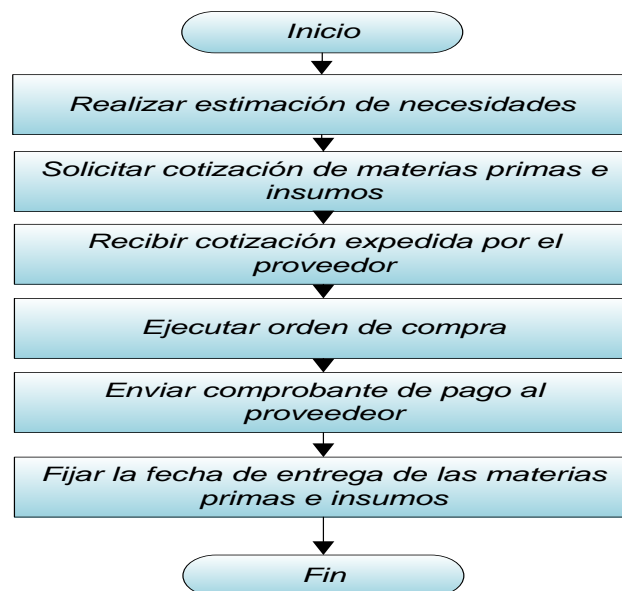 Inicio
Realizar estimación de necesidades
Solicitar cotización de materias primas e
insumos
Recibir cotización expedida por el
proveedor
Ejecutar orden de compra
Enviar comprobante de pago al
proveedeor
Fijar la fecha de entrega de las materias
primas e insumos
Fin